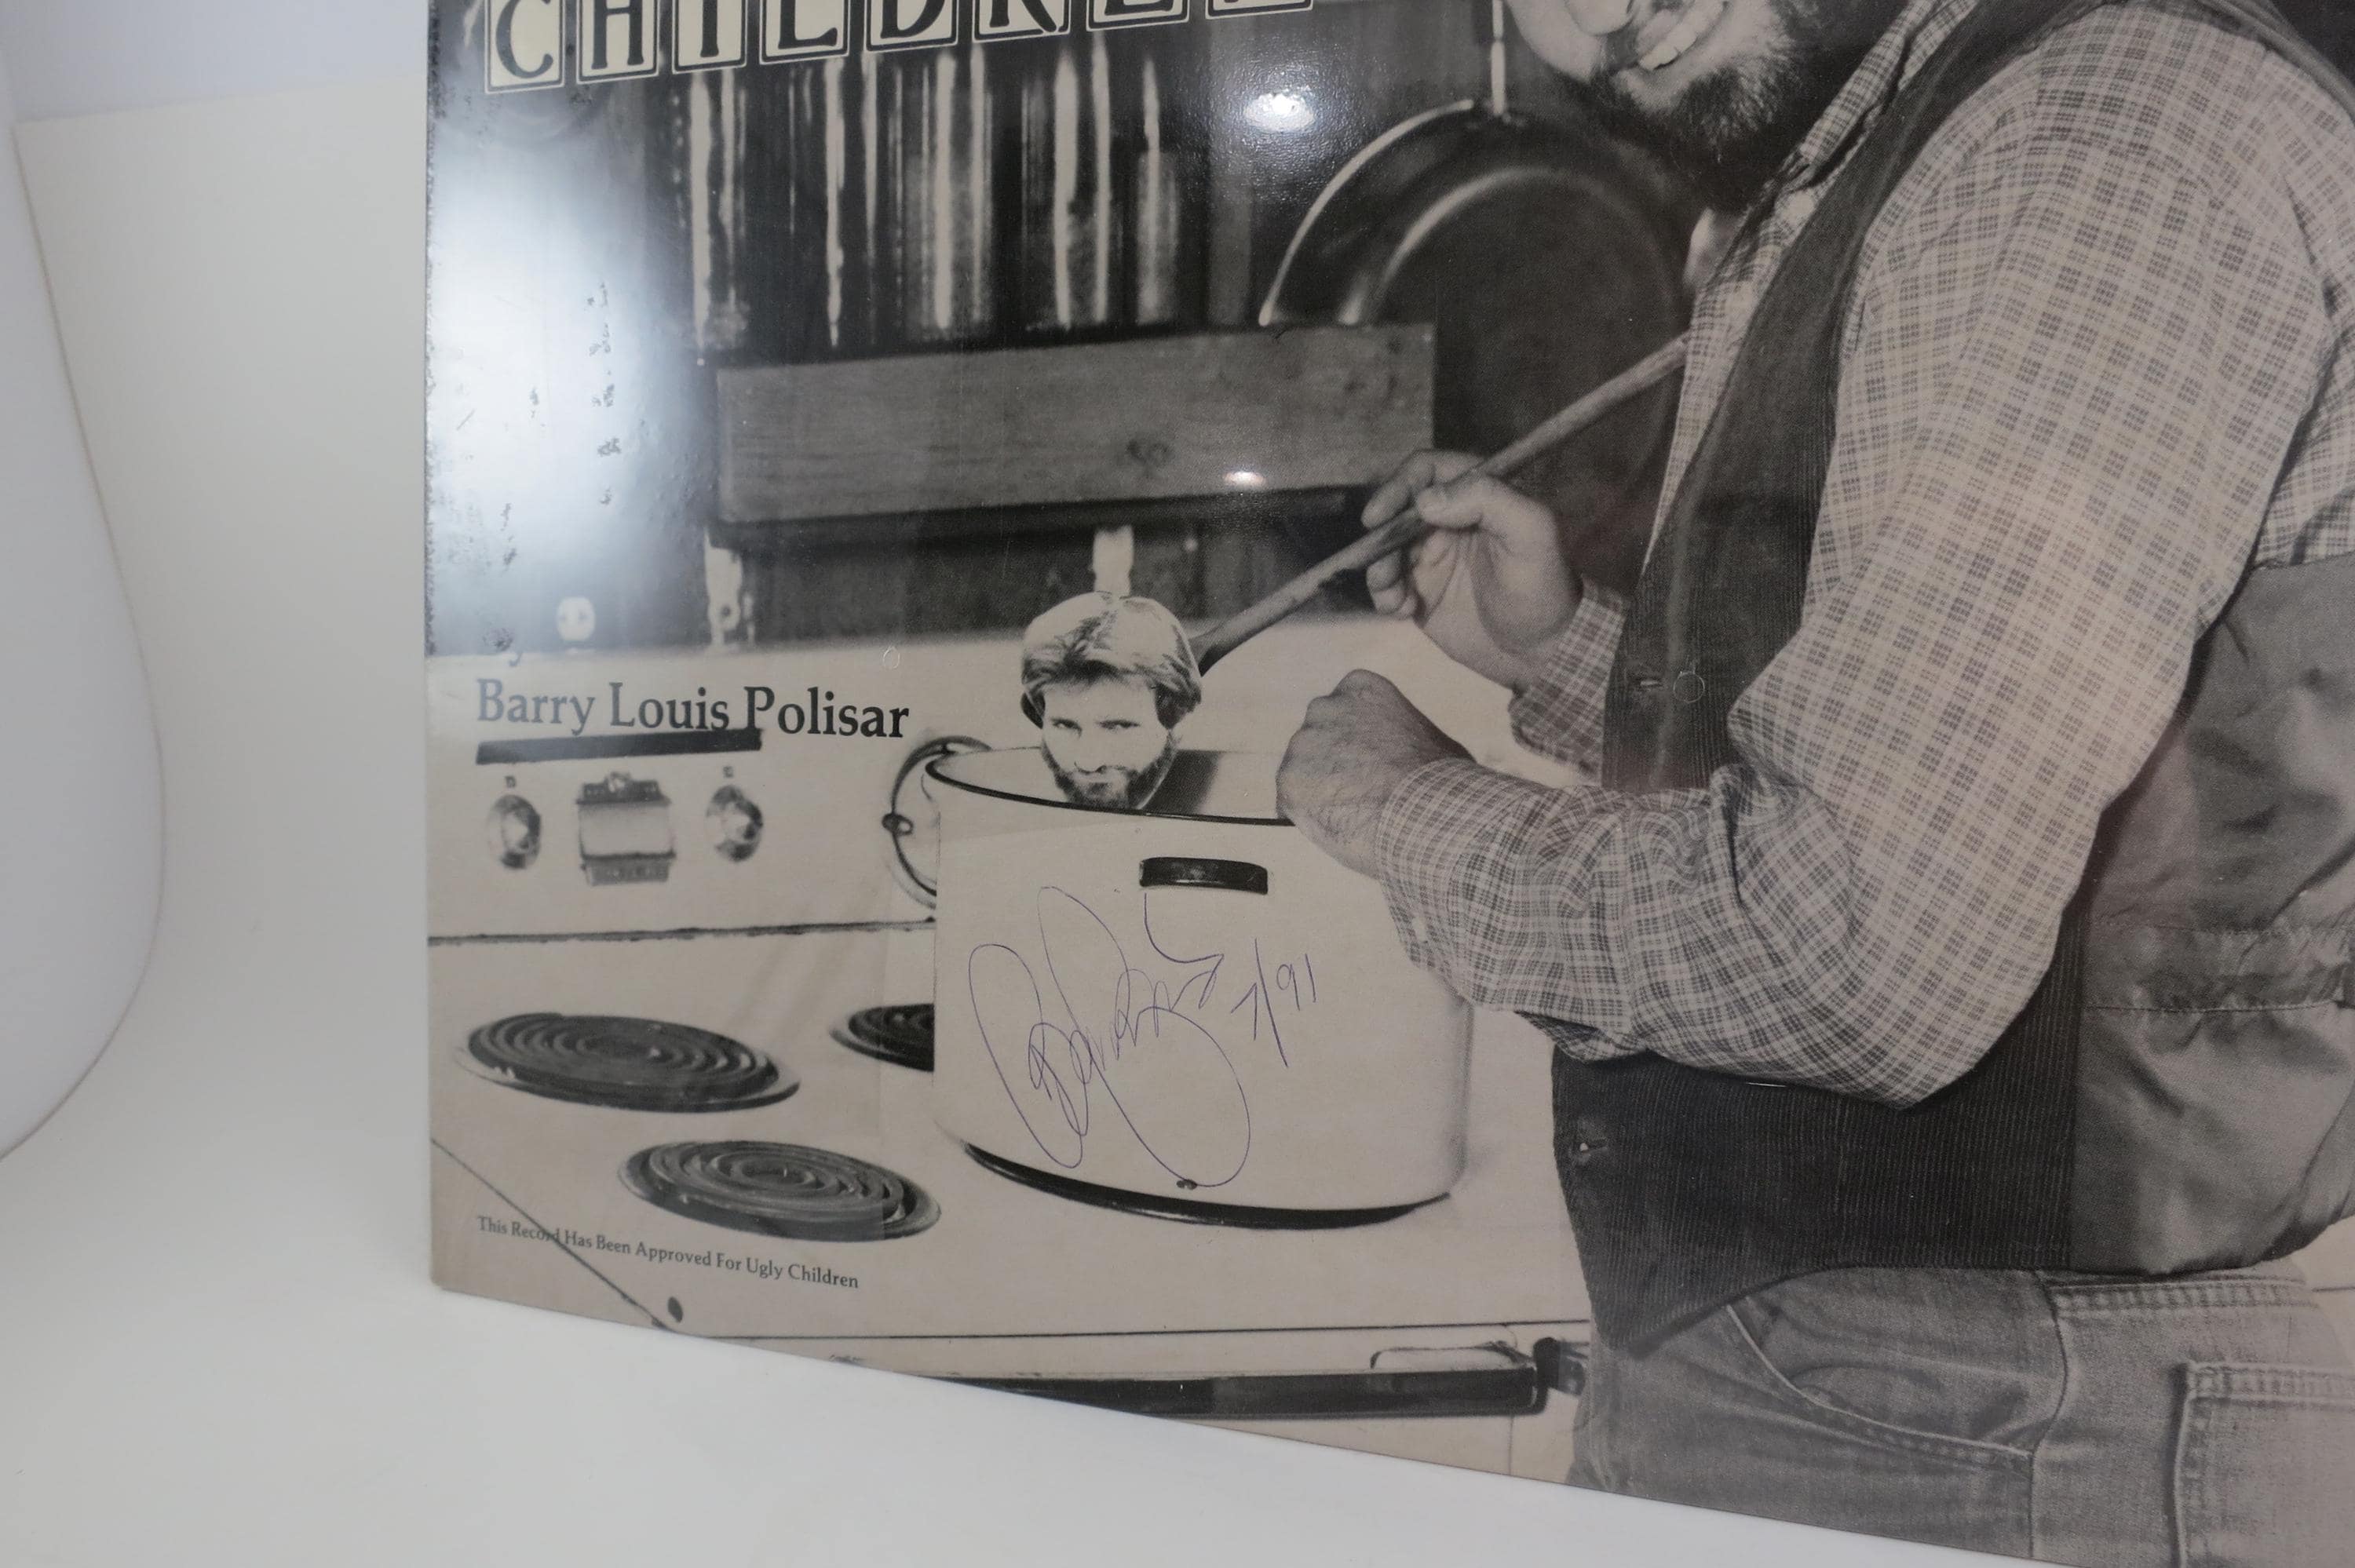 CHILDREN
Barry Louis Polisar
7/91
This Record Has Been Approved For Ugly Children